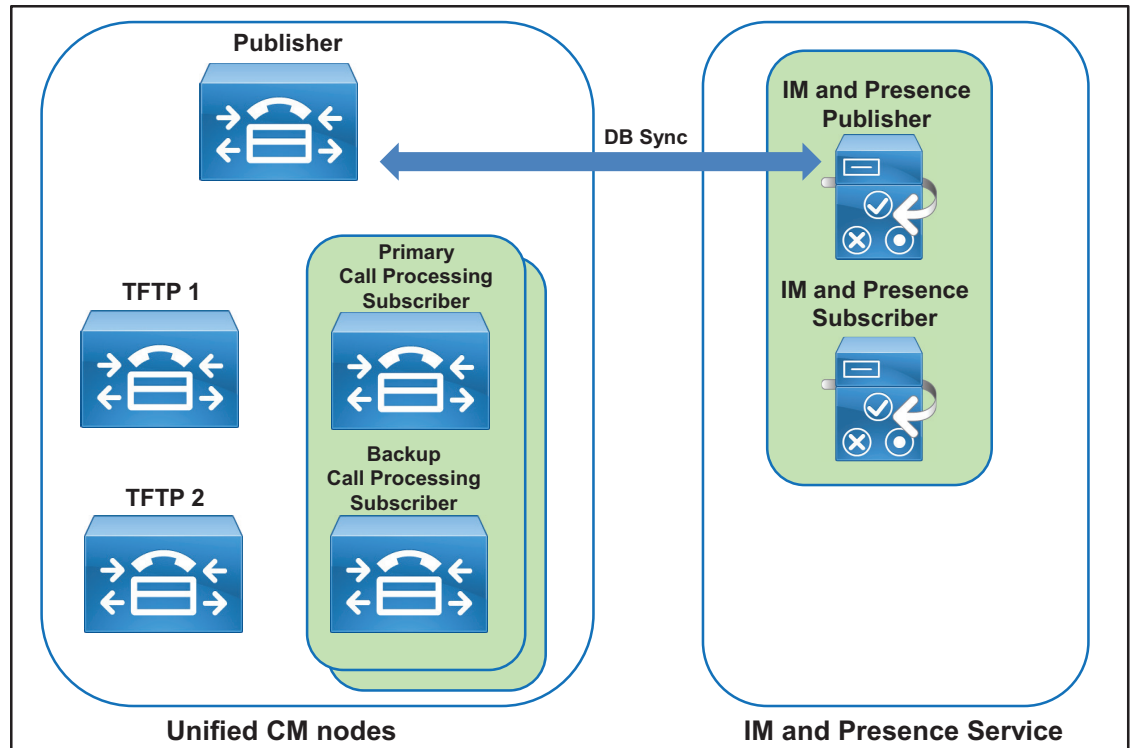 Publisher
DB Sync
TFTP 1
TFTP 2
Primary
Call Processing
Subscriber
Backup
Call Processing
Subscriber
Unified CM nodes
IM and Presence
Publisher
IM and Presence
Subscriber
IM and Presence Service